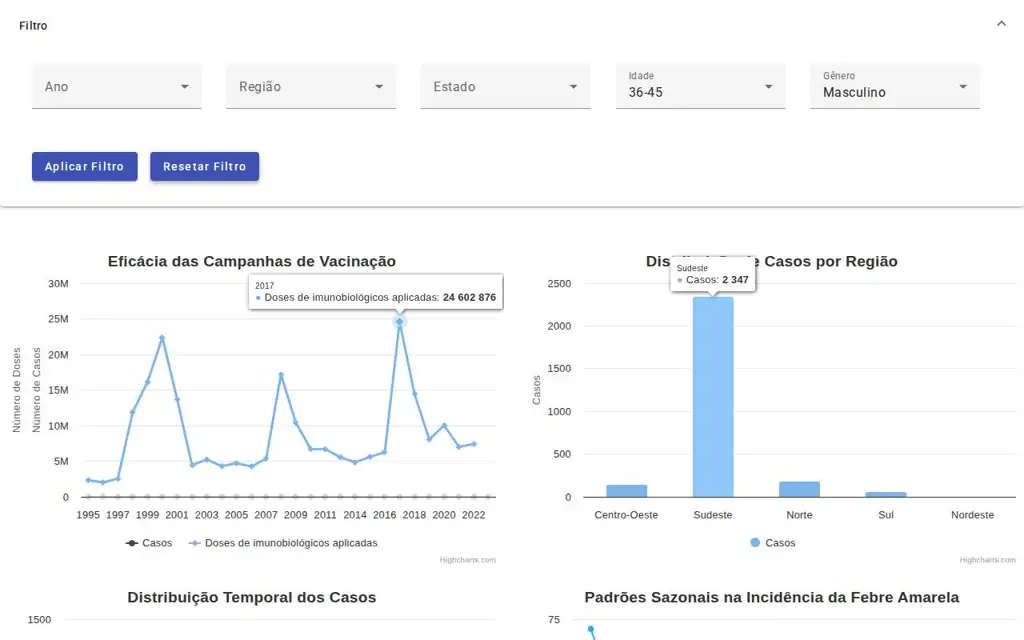 Filtro
Ano
Região
Estado
Idade
36-45
Gênero
Masculino
Aplicar Filtro
Resetar Filtro
Eficácia das Campanhas de Vacinação
2017
Doses de imunobiológicos aplicadas: 24 602 876
30M
25M
20M
15M
10M
5M
0
Número de Doses
Número de Casos
1995 1997 1999 2001 2003 2005 2007 2009 2011 2014 2016 2018 2020 2022
Casos Doses de imunobiológicos aplicadas
Highcharts.com
Casos por Região
Sudeste
Casos: 2 347
2500
2000
1500
1000
500
0
Casos
Centro-Oeste Sudeste Norte Sul Nordeste
Casos
Highcharts.com
Distribuição Temporal dos Casos
1500
Padrões Sazonais na Incidência da Febre Amarela
75